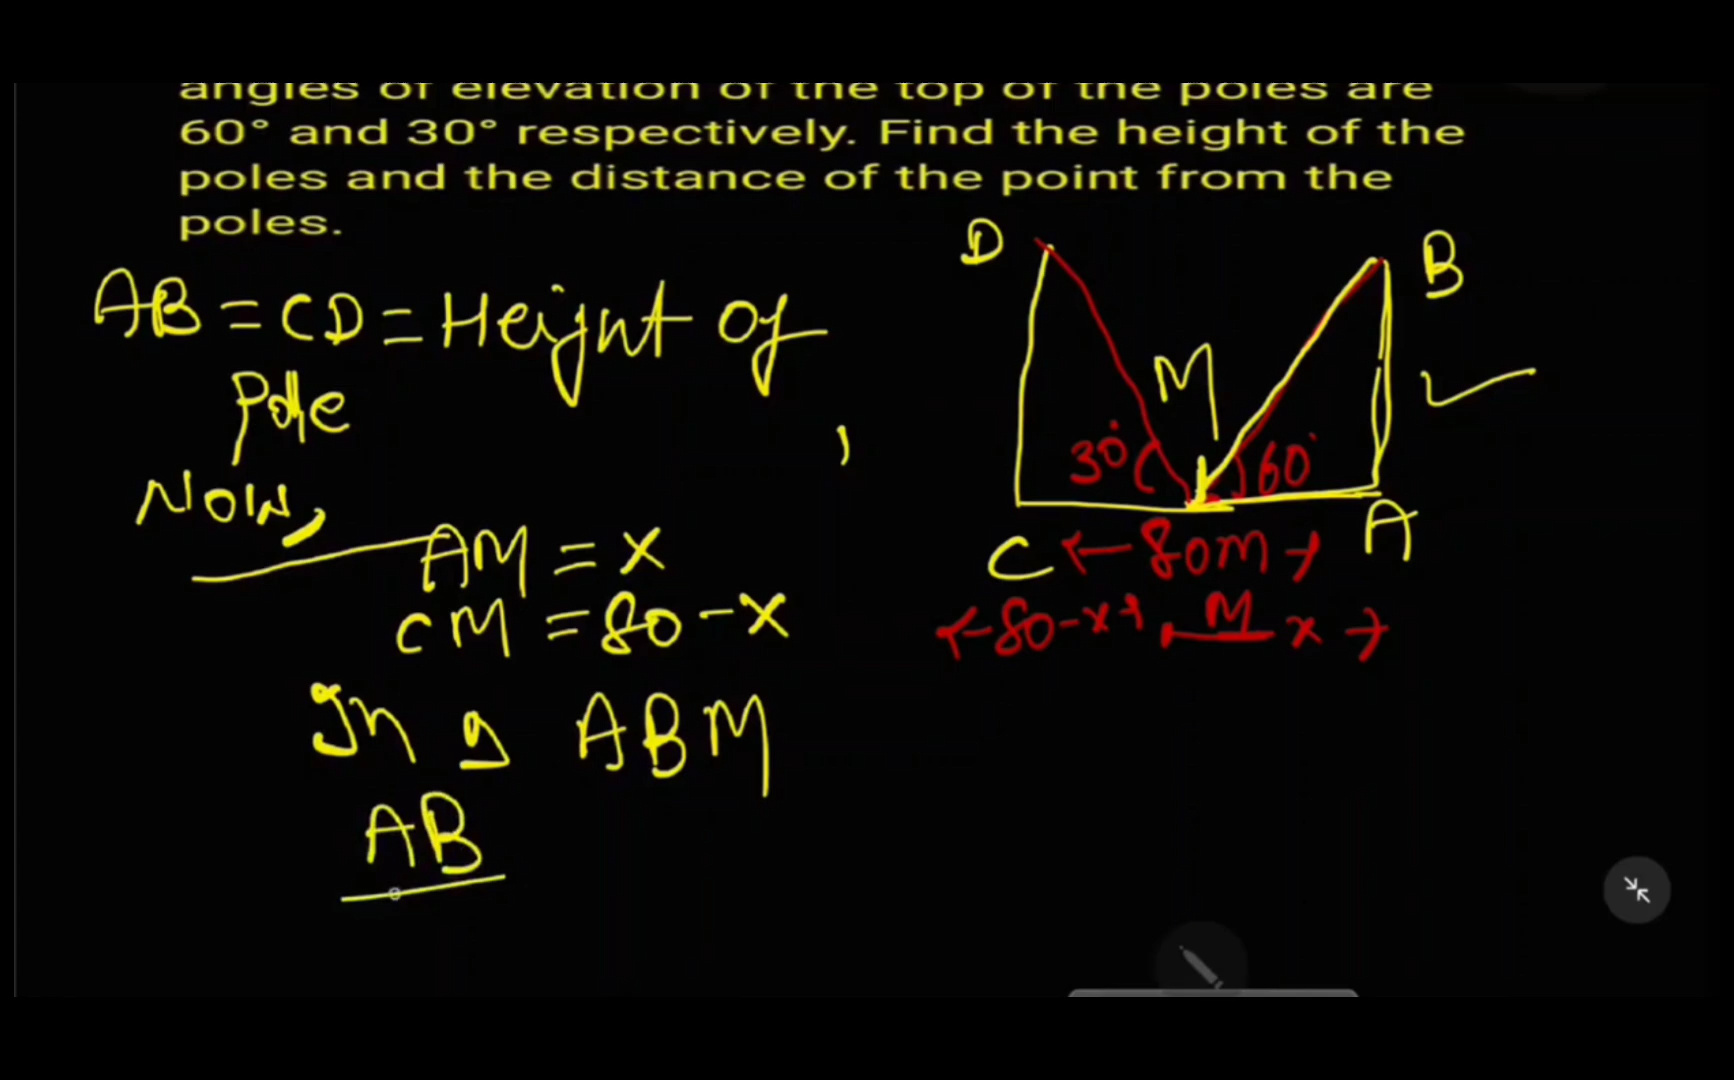 angles of elevation of the top of the poles are
60° and 30° respectively. Find the height of the
poles and the distance of the point from the
poles.
D
B
AB = CD = Height of
Pole
M
30° 60°
Now,
C ←80M→ A
AM = x
CM = 80-x
←80-x→ M x→
In Δ ABM
AB